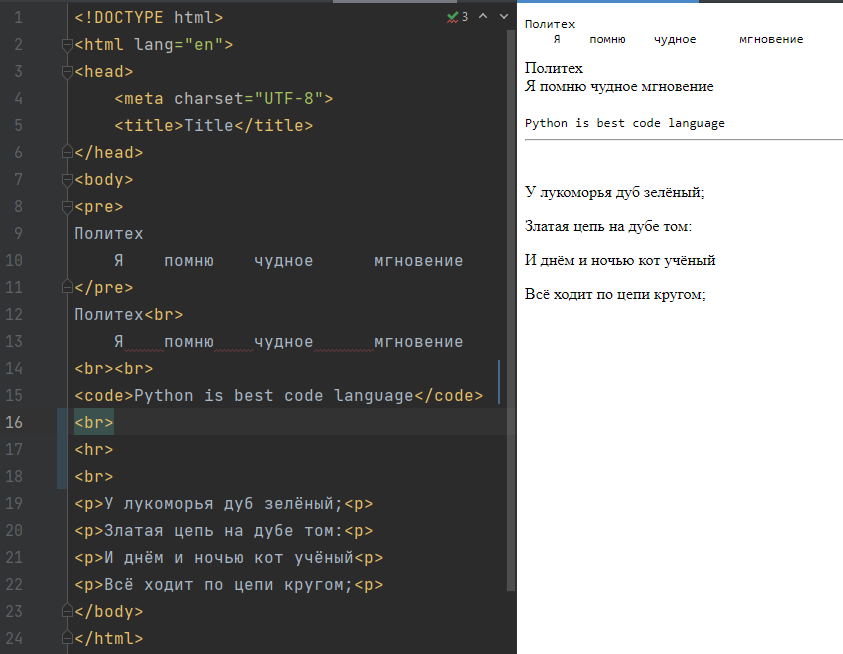 1 <!DOCTYPE html>
3
2 <html lang="en">
3 <head>
4 <meta charset="UTF-8">
5 <title>Title</title>
6 </head>
7 <body>
8 <pre>
9 Политех
10 Я    помню    чудное      мгновение
11 </pre>
12 Политех<br>
13 Я    помню    чудное      мгновение
14 <br><br>
15 <code>Python is best code language</code>
16 <br>
17 <hr>
18 <br>
19 <p>У лукоморья дуб зелёный;<p>
20 <p>Златая цепь на дубе том:<p>
21 <p>И днём и ночью кот учёный<p>
22 <p>Всё ходит по цепи кругом;<p>
23 </body>
24 </html>
Политех
Я    помню    чудное      мгновение
Политех
Я помню чудное мгновение
Python is best code language
У лукоморья дуб зелёный;
Златая цепь на дубе том:
И днём и ночью кот учёный
Всё ходит по цепи кругом;